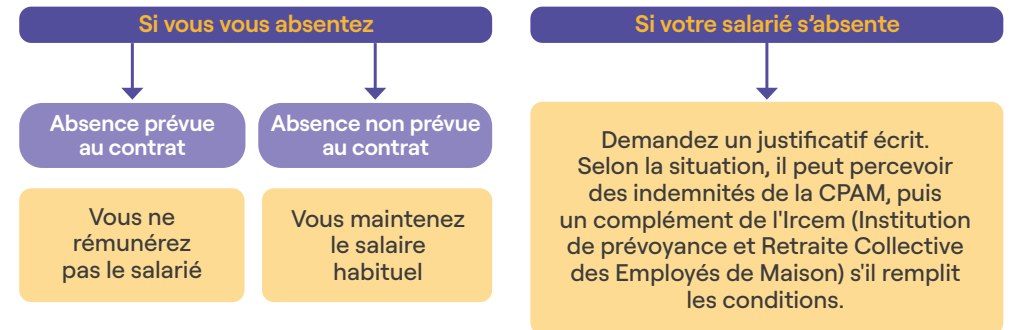 Si vous vous absentez
Absence prévue
au contrat
Vous ne
rémunérez
pas le salarié
Absence non prévue
au contrat
Vous maintenez
le salaire
habituel
Si votre salarié s’absente
Demandez un justificatif écrit.
Selon la situation, il peut percevoir
des indemnités de la CPAM, puis
un complément de l'Ircem (Institution
de prévoyance et Retraite Collective
des Employés de Maison) s'il remplit
les conditions.